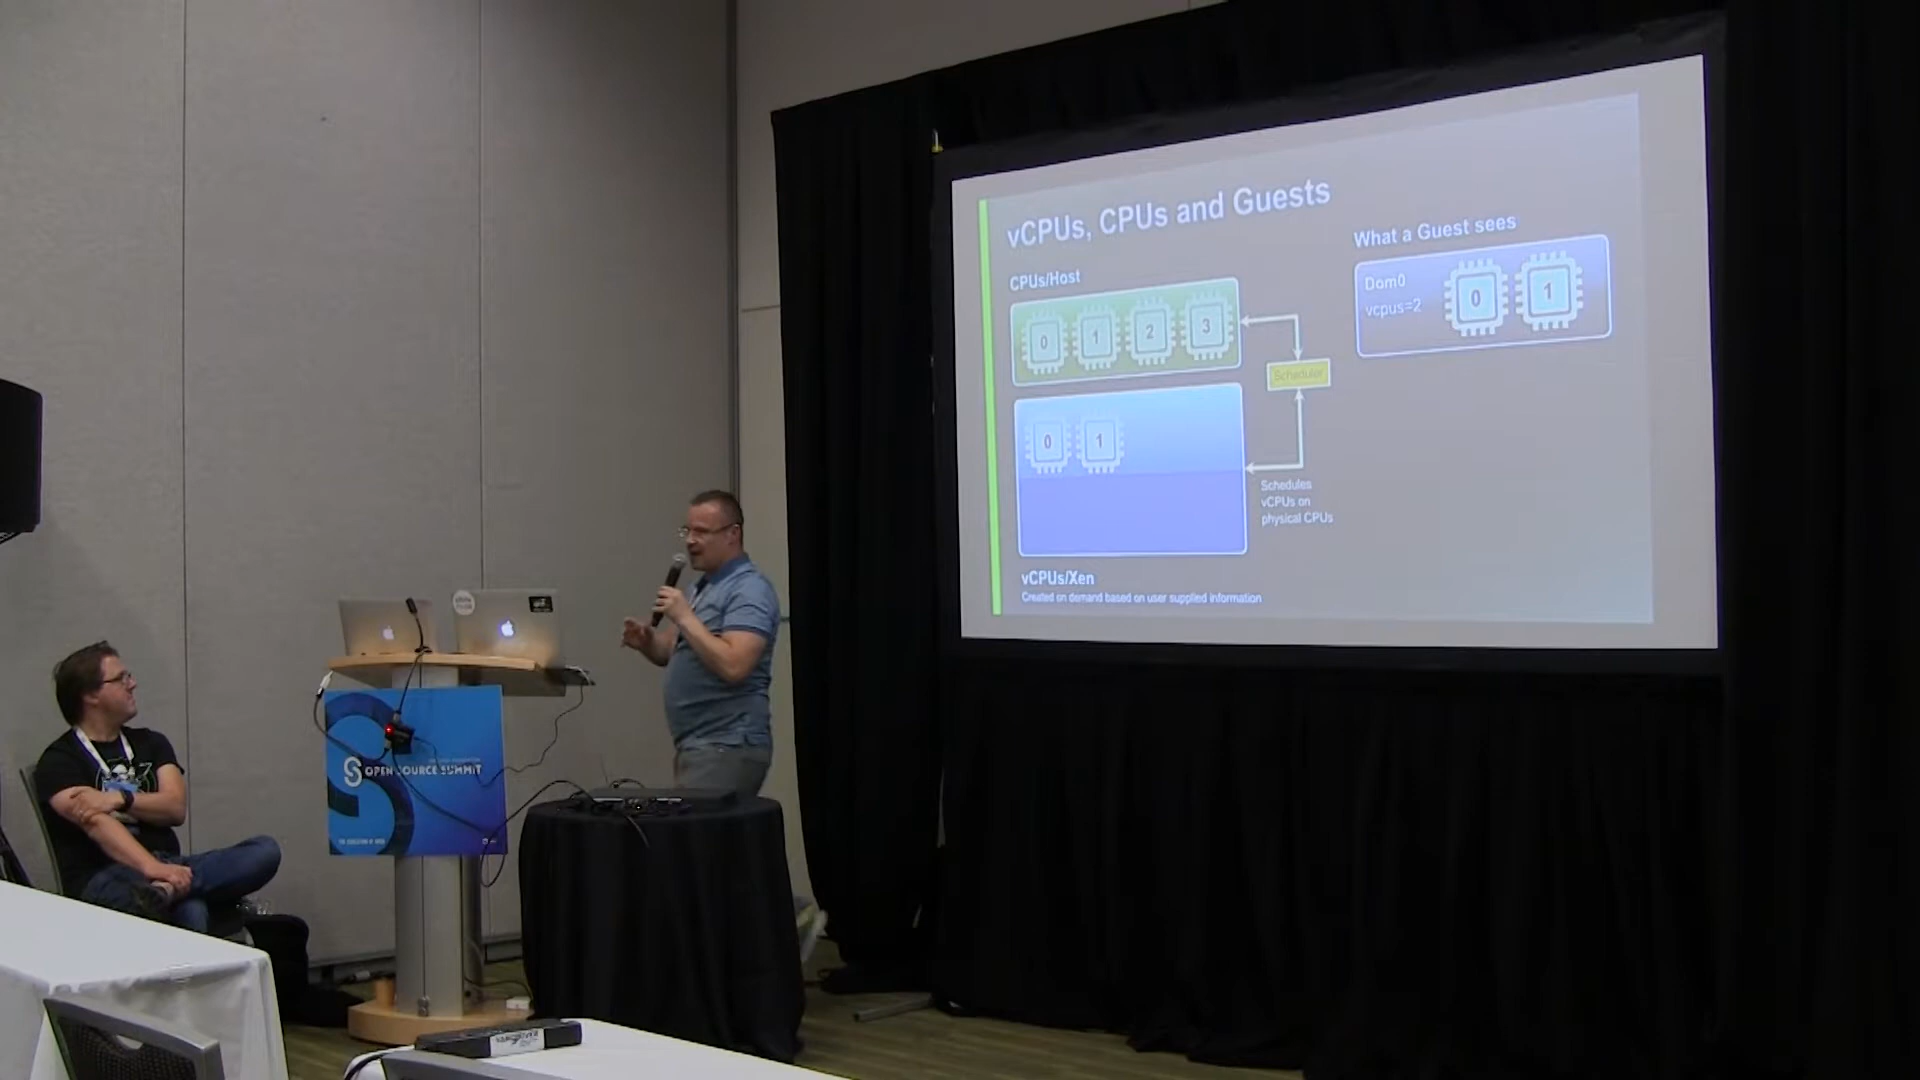 vCPUs, CPUs and Guests
CPUs/Host
0 1 2 3
Scheduler
0 1
Schedules
vCPUs on
physical CPUs
vCPUs/Xen
Created on demand based on user supplied information
What a Guest sees
Dom0
vcpus=2
0 1
OPEN SOURCE SUMMIT